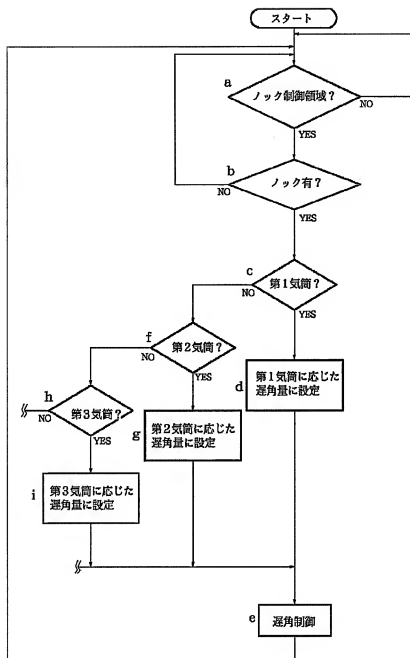 スタート
a
ノック制御領域？
NO
YES
b
ノック有？
NO
YES
c
第1気筒？
NO
YES
f
第2気筒？
NO
YES
d
第1気筒に応じた
遅角量に設定
h
第3気筒？
NO
YES
g
第2気筒に応じた
遅角量に設定
i
第3気筒に応じた
遅角量に設定
e
遅角制御